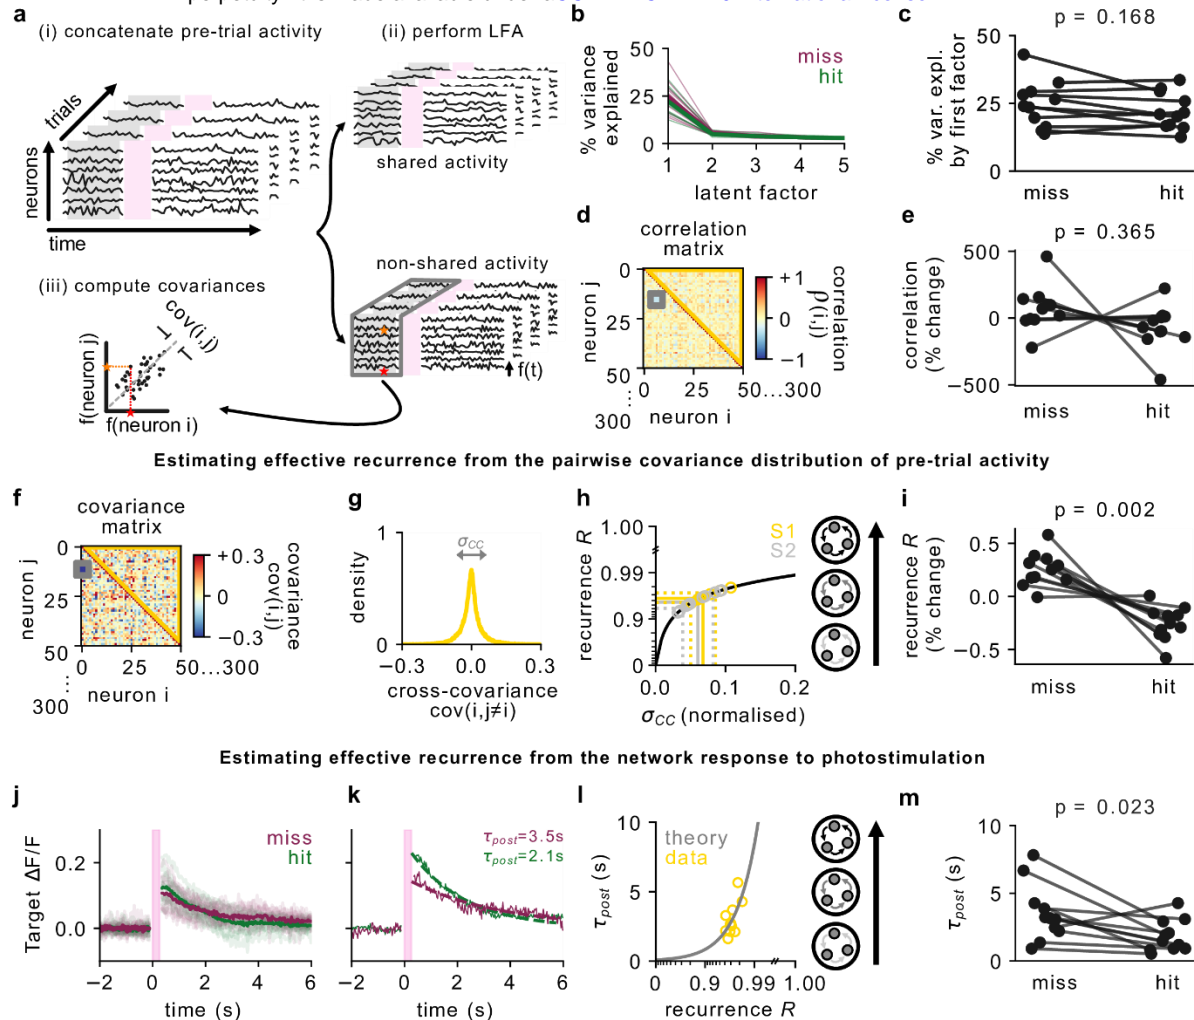 a
(i) concatenate pre-trial activity
trials
neurons
time
(ii) perform LFA
shared activity
non-shared activity
f(t)
(iii) compute covariances
cov(i,j)
f(neuron j)
f(neuron i)
b
% variance
explained
50
25
0
miss
hit
1 2 3 4 5
latent factor
c
p = 0.168
% var. expl.
by first factor
50
25
0
miss hit
d
correlation
matrix
neuron j
0
25
50
...
300
0 25 50...300
neuron i
+1
−1
ρ(i,j)
correlation
e
p = 0.365
correlation
(% change)
500
0
−500
miss hit
Estimating effective recurrence from the pairwise covariance distribution of pre-trial activity
f
covariance
matrix
neuron j
0
25
50
...
300
0 25 50...300
neuron i
+0.3
−0.3
cov(i,j)
covariance
g
density
1
0
σCC
−0.3 0.0 0.3
cross-covariance
cov(i,j≠i)
h
recurrence R
1.00
0.99
0.9
0
S1
S2
0.0 0.1 0.2
σCC (normalised)
i
p = 0.002
recurrence R
(% change)
0.5
0.0
−0.5
miss hit
Estimating effective recurrence from the network response to photostimulation
j
Target ΔF/F
0.2
0.0
miss
hit
−2 0 2 4 6
time (s)
k
τpost=3.5s
τpost=2.1s
−2 0 2 4 6
time (s)
l
τpost (s)
10
5
0
theory
data
0 0.9 0.99 1.00
recurrence R
m
p = 0.023
τpost (s)
10
5
0
miss hit